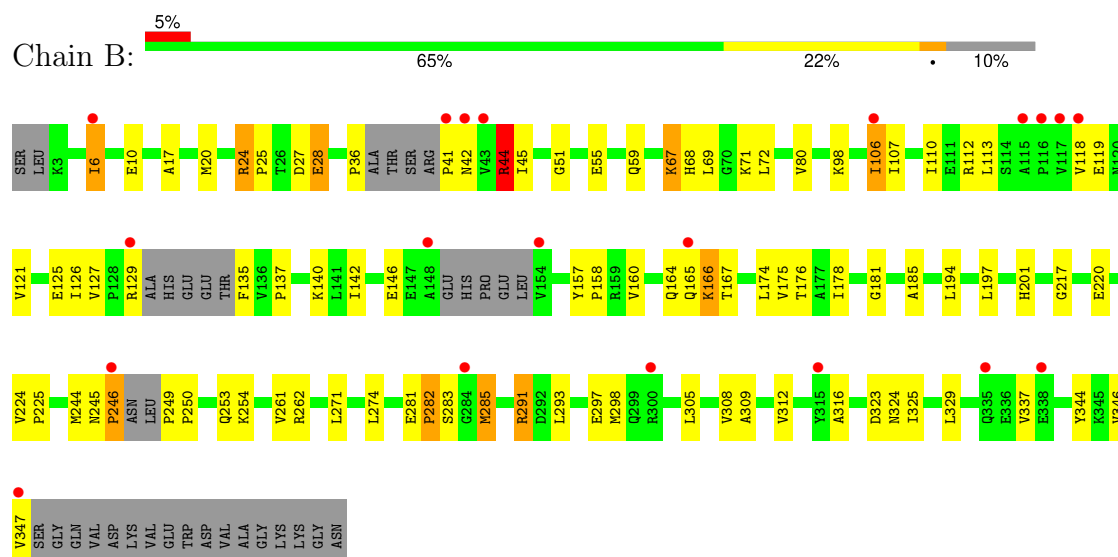 5%
Chain B:
65% 22% • 10%
SER LEU K3 I6 E10 A17 M20 R24 P25 T26 D27 E28 P36 ALA THR SER ARG P41 N42 V43 R44 I45 G51 E55 Q59 K67 H68 L69 G70 K71 L72 V80 K98 I106 I107 I110 E111 R112 L113 S114 A115 P116 V117 V118 E119 N120
V121 E125 I126 V127 P128 R129 ALA HIS GLU GLU THR F135 V136 P137 K140 L141 I142 E146 E147 A148 GLU HIS PRO GLU LEU V154 Y157 P158 R159 V160 Q164 Q165 K166 T167 L174 V175 T176 A177 I178 G181 A185 L194 L197 H201 G217 E220
V224 P225 M244 N245 P246 ASN LEU P249 P250 Q253 K254 V261 R262 L271 L274 E281 P282 S283 G284 M285 R291 D292 L293 E297 M298 Q299 R300 L305 V308 A309 V312 Y315 A316 D323 N324 I325 L329 Q335 E336 V337 E338 Y344 K345
V347 SER GLY GLN VAL ASP LYS VAL GLU TRP ASP VAL ALA GLY LYS LYS GLY ASN